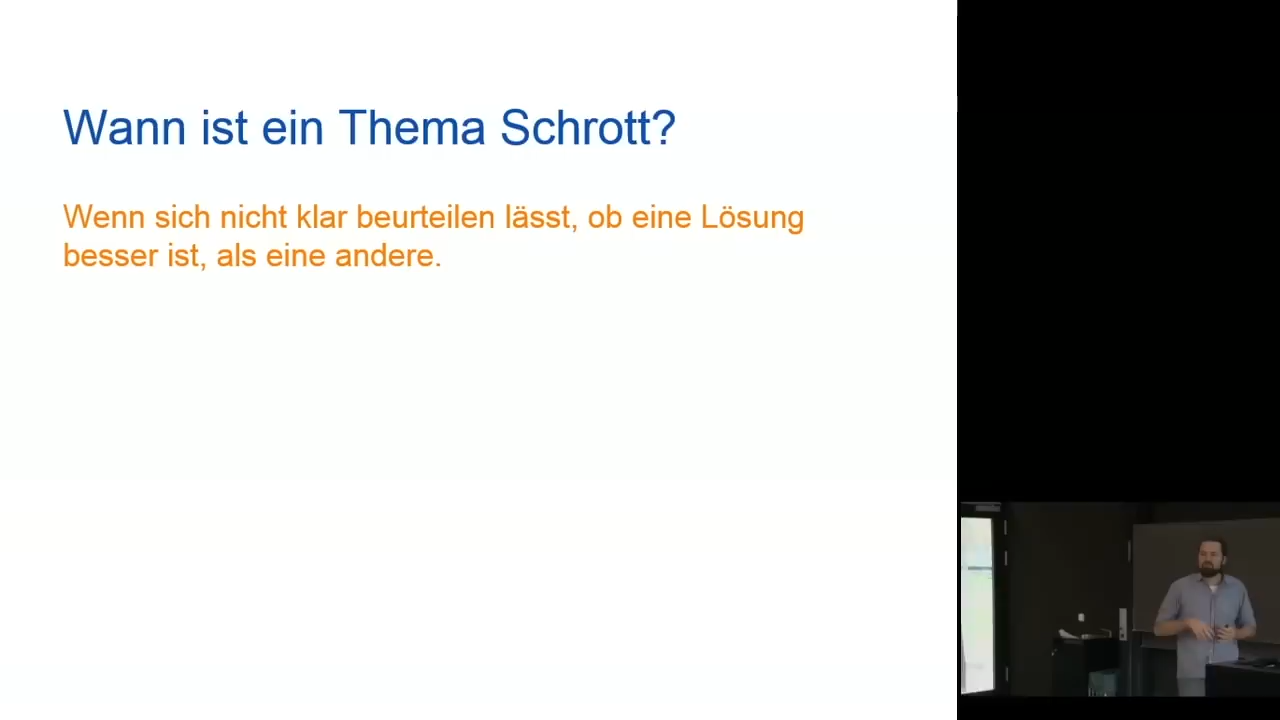 Wann ist ein Thema Schrott?
Wenn sich nicht klar beurteilen lässt, ob eine Lösung
besser ist, als eine andere.